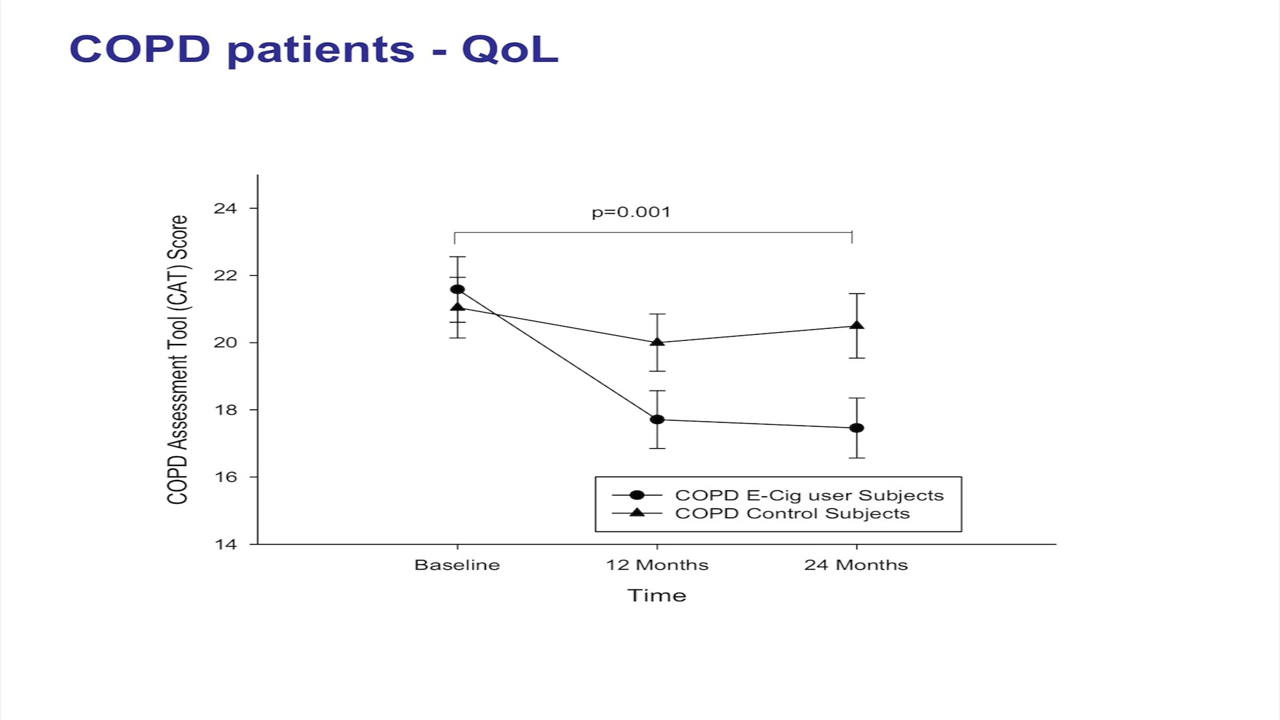 COPD patients - QoL
p=0.001
COPD Assessment Tool (CAT) Score
24
22
20
18
16
14
COPD E-Cig user Subjects
COPD Control Subjects
Baseline
12 Months
24 Months
Time